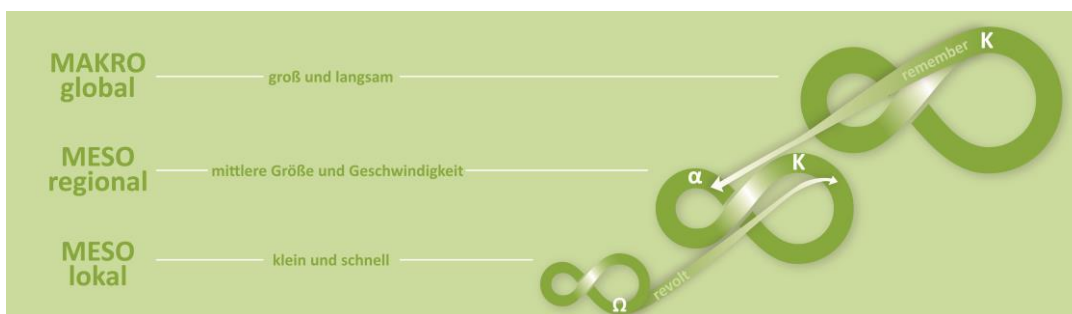 MAKRO
global
groß und langsam
K
remember
MESO
regional
mittlere Größe und Geschwindigkeit
α
K
MESO
lokal
klein und schnell
Ω
revolt